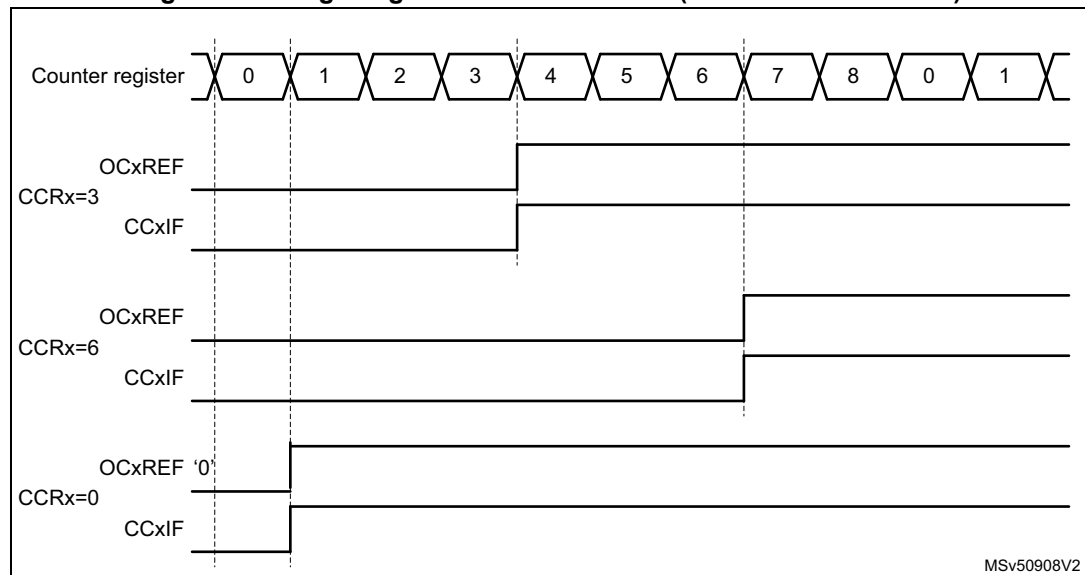 Counter register 0 1 2 3 4 5 6 7 8 0 1
OCxREF
CCRx=3
CCxIF
OCxREF
CCRx=6
CCxIF
OCxREF '0'
CCRx=0
CCxIF
MSv50908V2